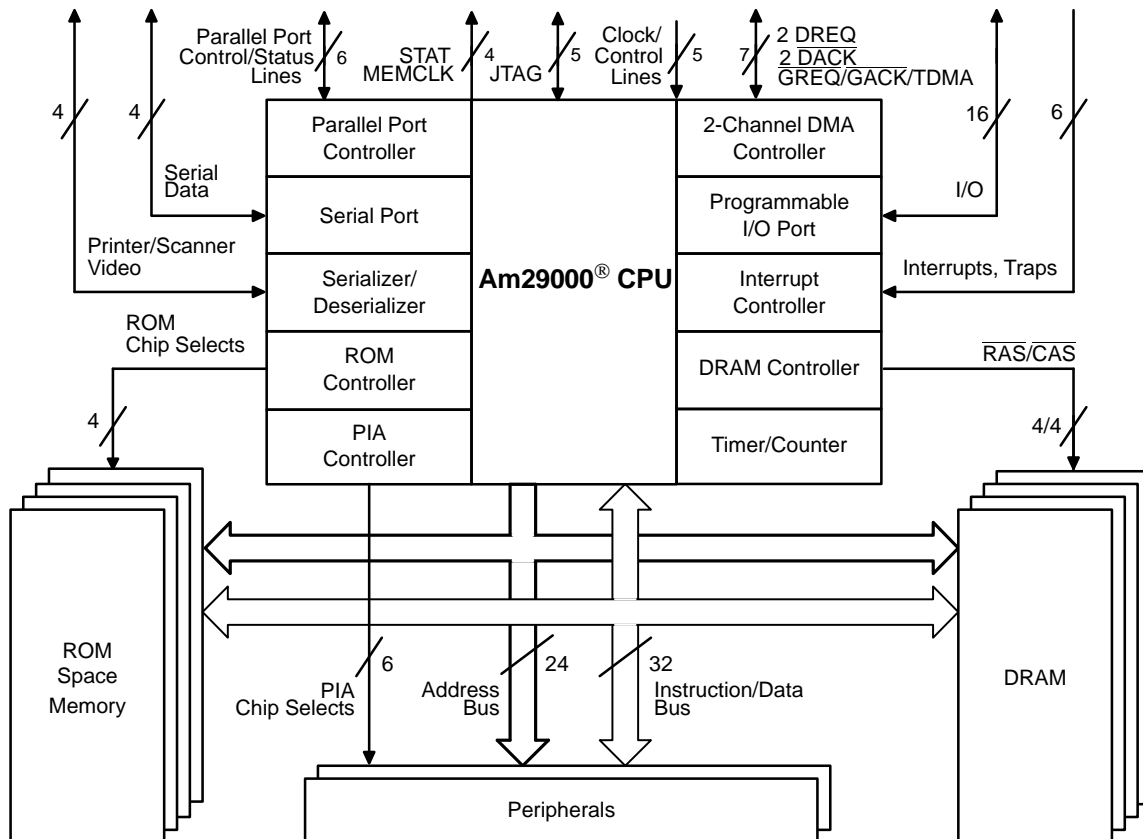 Parallel Port
Control/Status
Lines
6
STAT
MEMCLK
4
JTAG
5
Clock/
Control
Lines
5
7
2 DREQ
2 DACK
GREQ/GACK/TDMA
4
4
16
6
Parallel Port
Controller
2-Channel DMA
Controller
Serial
Data
I/O
Serial Port
Programmable
I/O Port
Printer/Scanner
Video
Interrupts, Traps
Am29000® CPU
Serializer/
Deserializer
Interrupt
Controller
ROM
Chip Selects
RAS/CAS
ROM
Controller
DRAM Controller
4
4/4
PIA
Controller
Timer/Counter
ROM
Space
Memory
6
PIA
Chip Selects
24
Address
Bus
32
Instruction/Data
Bus
DRAM
Peripherals